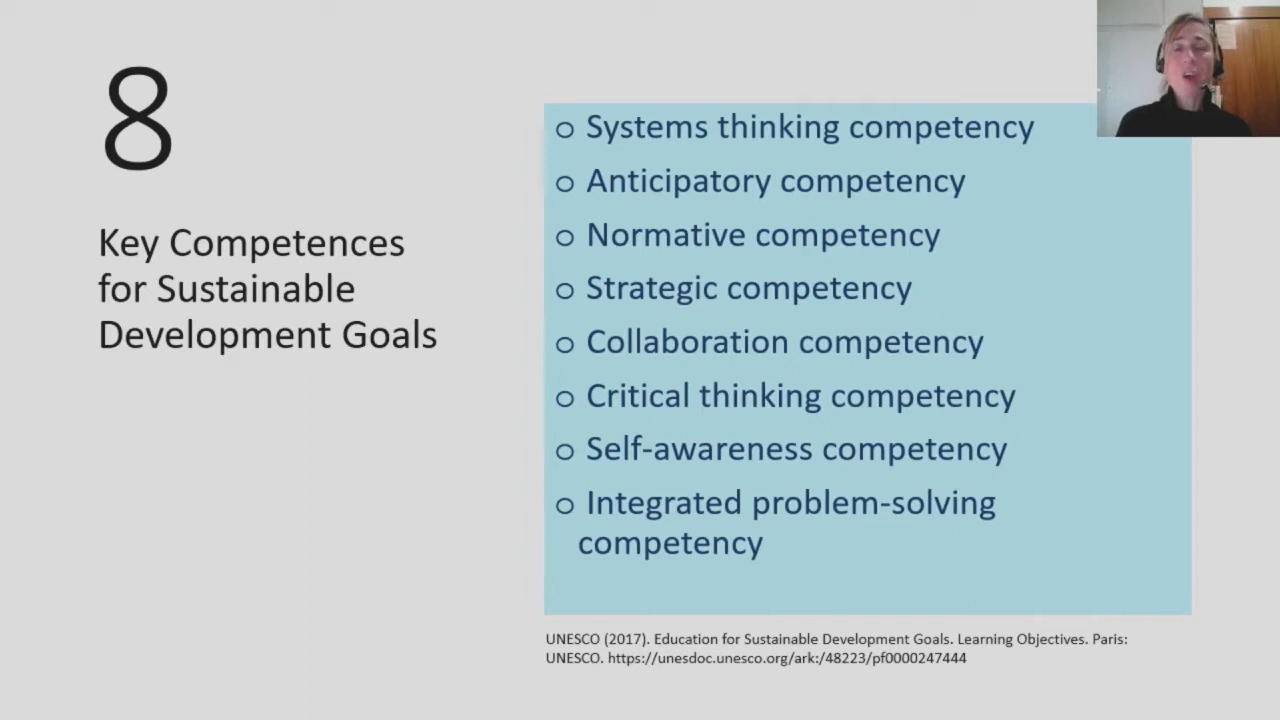 8
Key Competences
for Sustainable
Development Goals
o Systems thinking competency
o Anticipatory competency
o Normative competency
o Strategic competency
o Collaboration competency
o Critical thinking competency
o Self-awareness competency
o Integrated problem-solving
competency
UNESCO (2017). Education for Sustainable Development Goals. Learning Objectives. Paris:
UNESCO. https://unesdoc.unesco.org/ark:/48223/pf0000247444